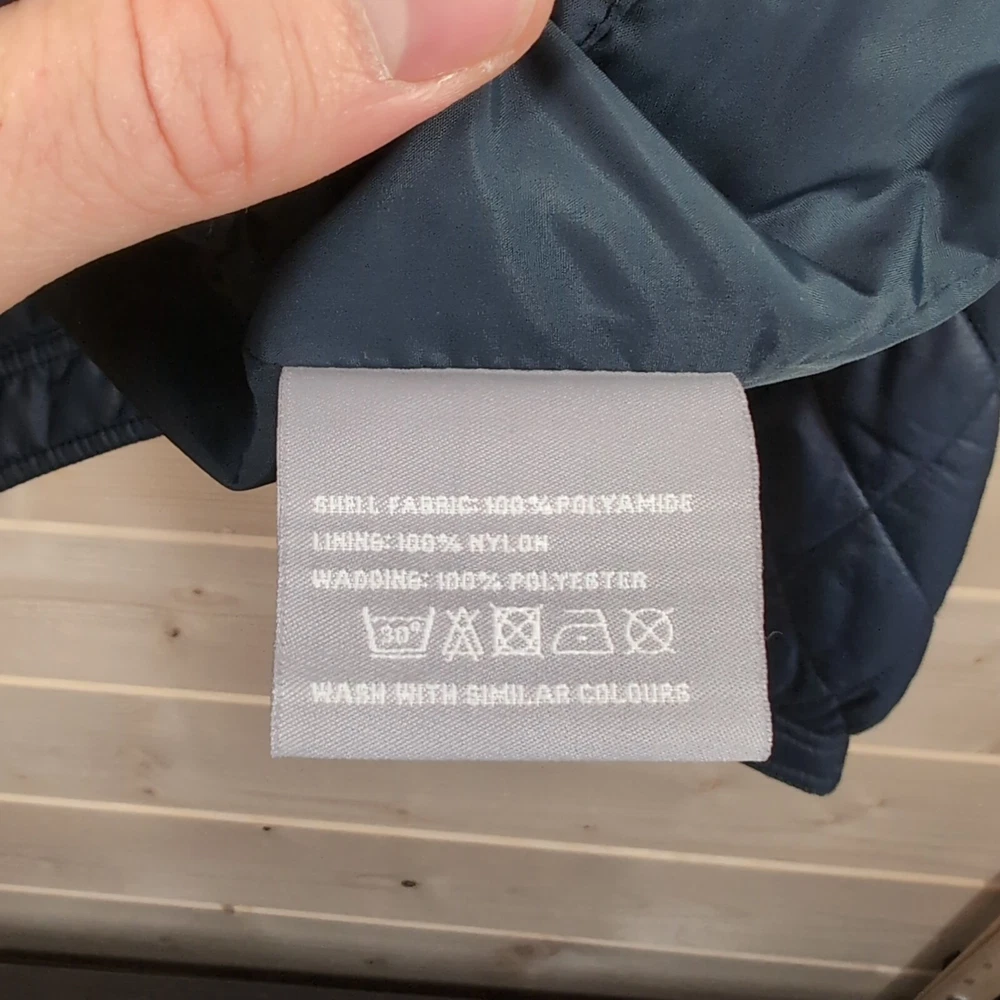 SHELL FABRIC: 100%POLYAMIDE
LINING: 100% NYLON
WADDING: 100% POLYESTER
30°
WASH WITH SIMILAR COLOURS